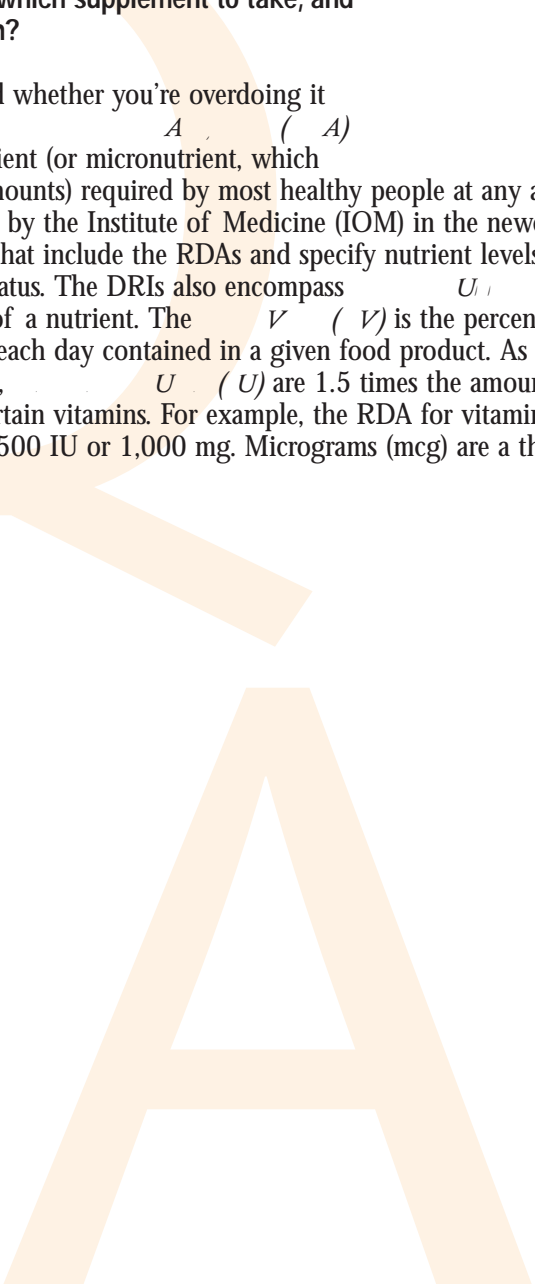 which supplement to take, and
?
whether you're overdoing it
A ( A)
ient (or micronutrient, which
mounts) required by most healthy people at any a
by the Institute of Medicine (IOM) in the newe
hat include the RDAs and specify nutrient levels
atus. The DRIs also encompass U
of a nutrient. The V ( V) is the percen
each day contained in a given food product. As
, U ( U) are 1.5 times the amoun
rtain vitamins. For example, the RDA for vitamin
500 IU or 1,000 mg. Micrograms (mcg) are a th
Q
A